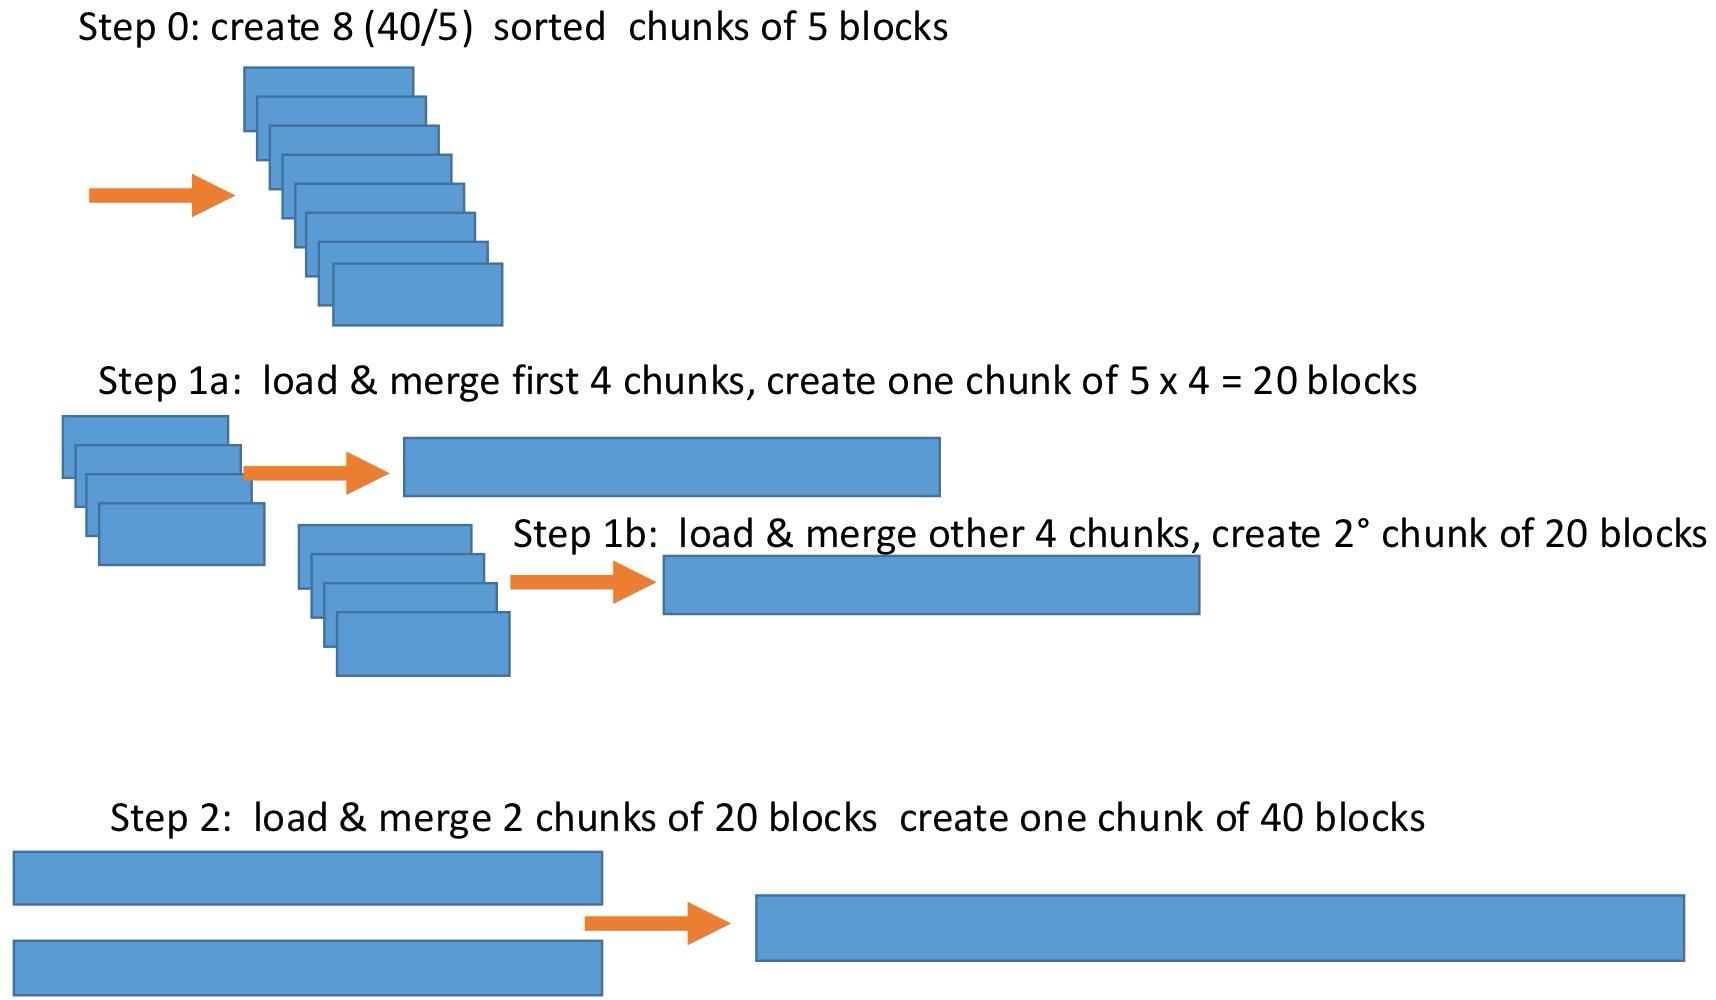 Step 0: create 8 (40/5) sorted chunks of 5 blocks
Step 1a: load & merge first 4 chunks, create one chunk of 5 x 4 = 20 blocks
Step 1b: load & merge other 4 chunks, create 2° chunk of 20 blocks
Step 2: load & merge 2 chunks of 20 blocks create one chunk of 40 blocks